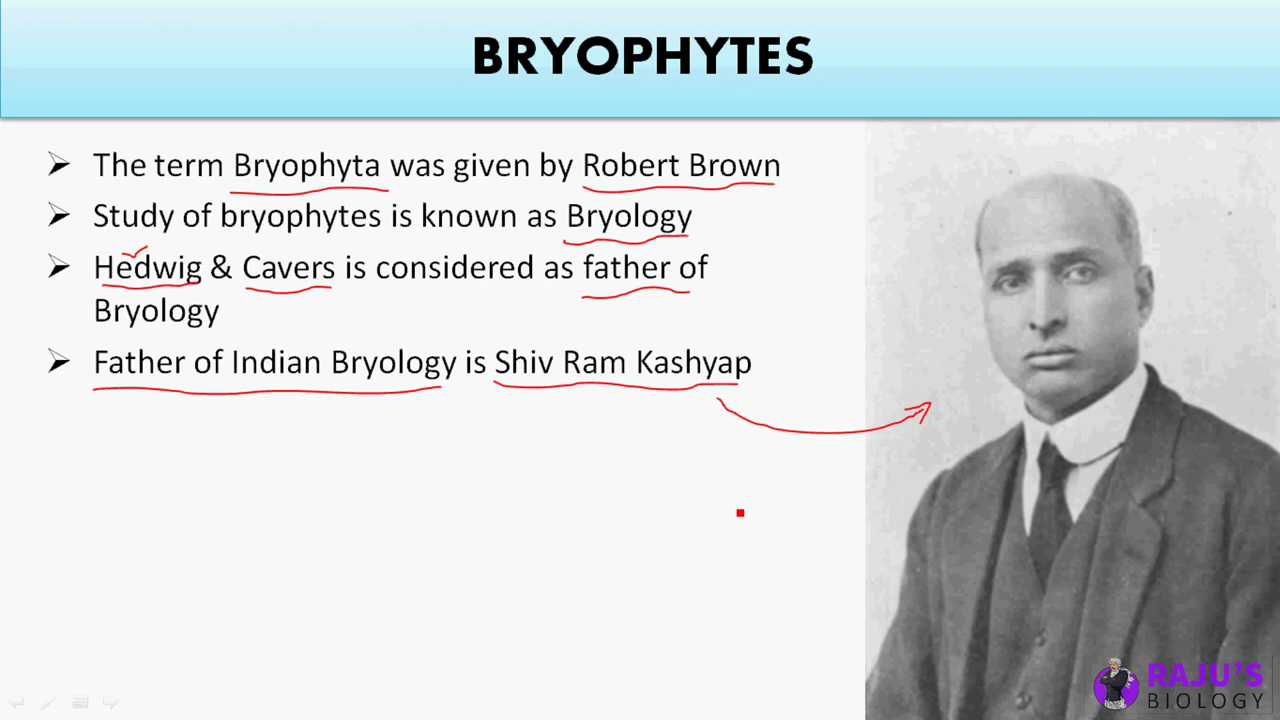 BRYOPHYTES
➢ The term Bryophyta was given by Robert Brown
➢ Study of bryophytes is known as Bryology
➢ Hedwig & Cavers is considered as father of
Bryology
➢ Father of Indian Bryology is Shiv Ram Kashyap
RAJU'S
BIOLOGY